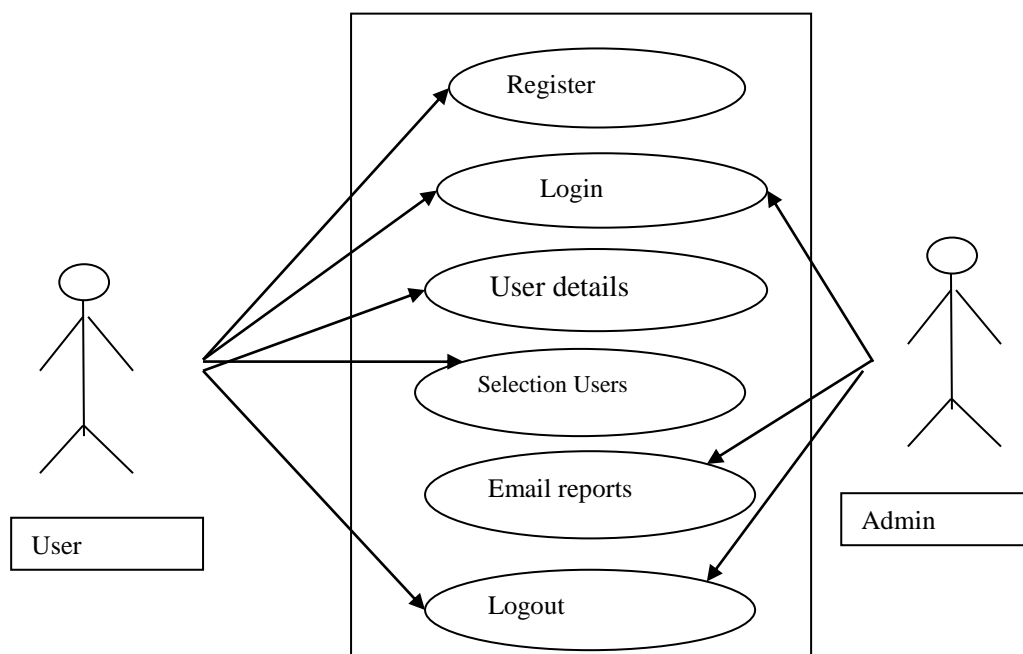 Register
Login
User details
Selection Users
Email reports
Logout
User
Admin